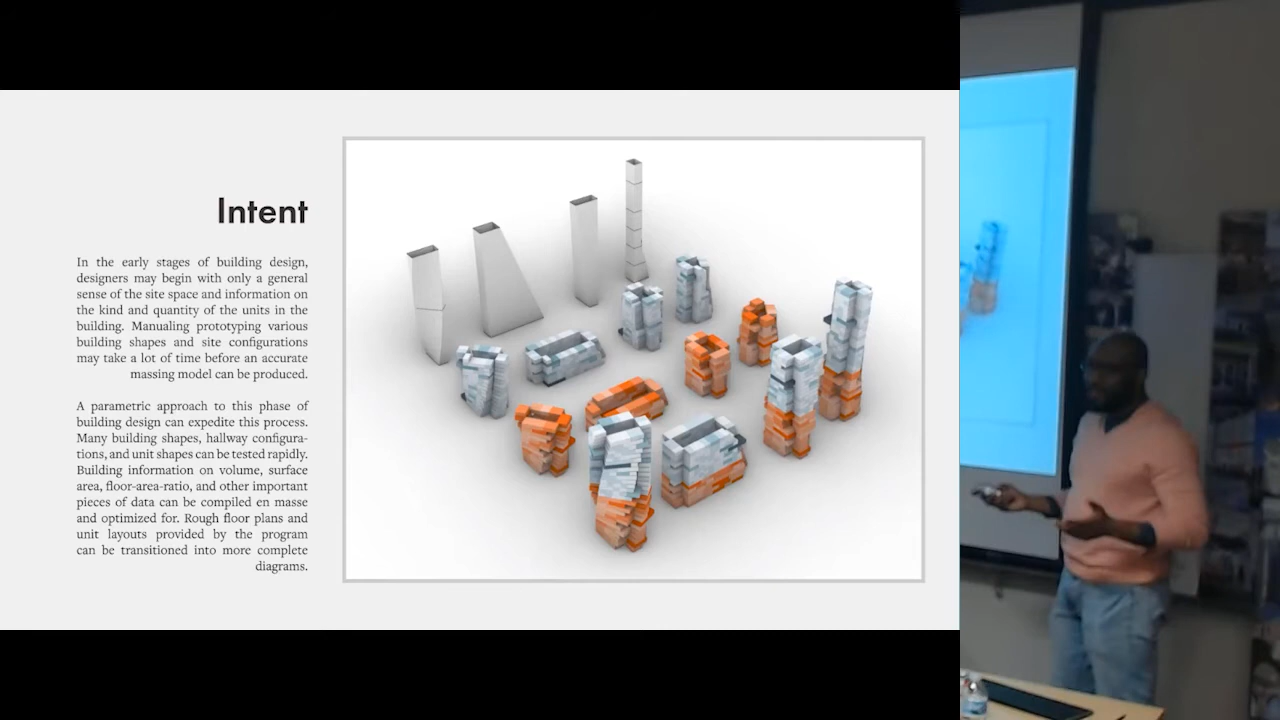 Intent
In the early stages of building design,
designers may begin with only a general
sense of the site space and information on
the kind and quantity of the units in the
building. Manualing prototyping various
building shapes and site configurations
may take a lot of time before an accurate
massing model can be produced.
A parametric approach to this phase of
building design can expedite this process.
Many building shapes, hallway configura-
tions, and unit shapes can be tested rapidly.
Building information on volume, surface
area, floor-area-ratio, and other important
pieces of data can be compiled en masse
and optimized for. Rough floor plans and
unit layouts provided by the program
can be transitioned into more complete
diagrams.